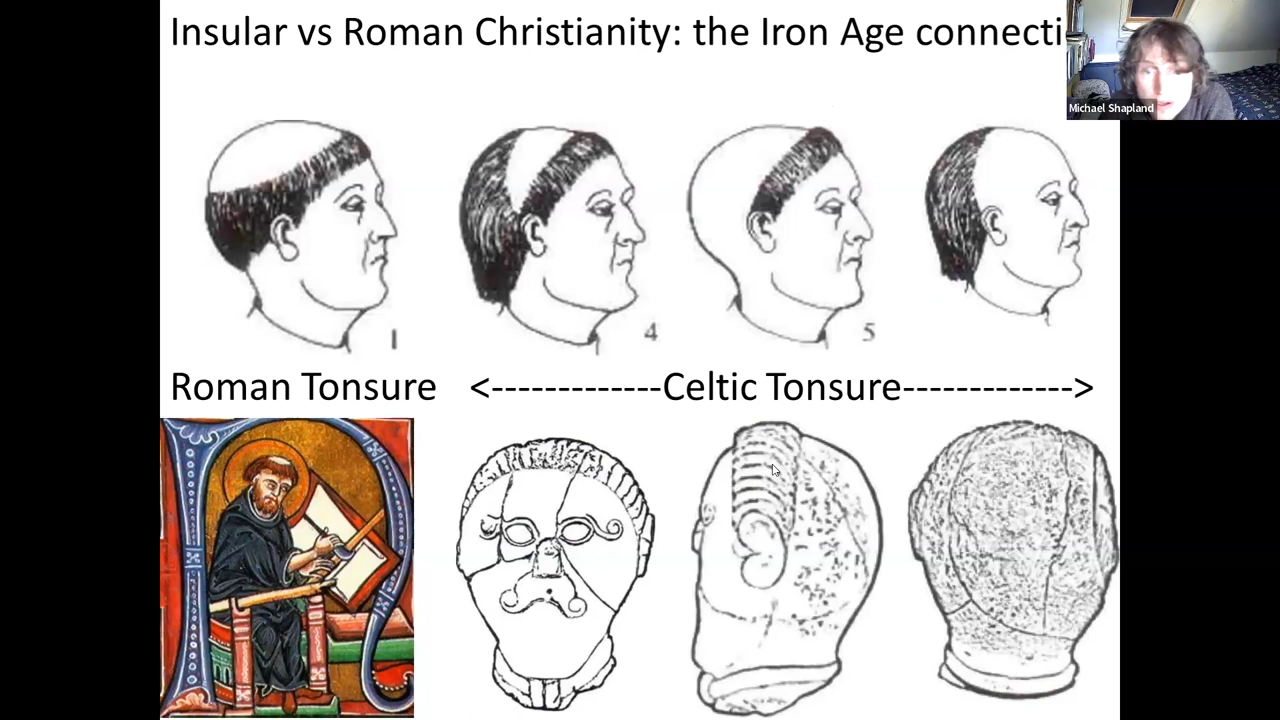 Insular vs Roman Christianity: the Iron Age connecti
Michael Shapland
1
4
5
Roman Tonsure <-------------Celtic Tonsure------------->